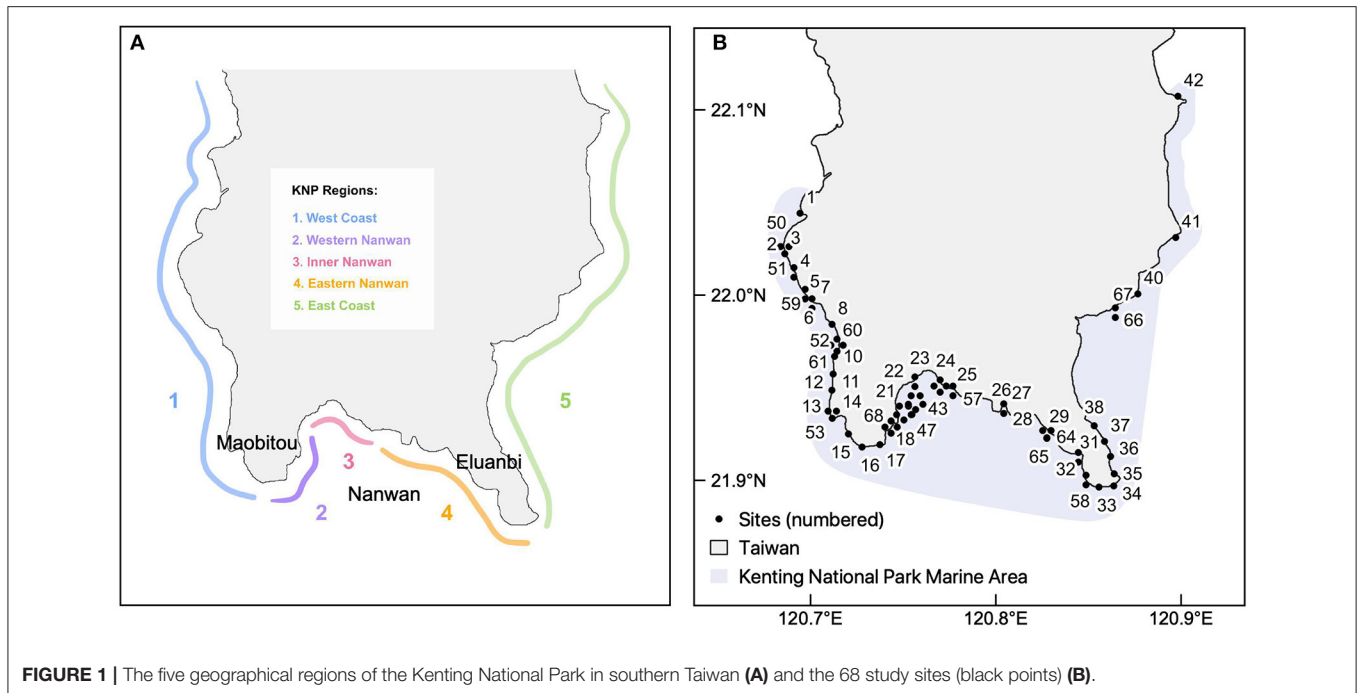 A
KNP Regions:
1. West Coast
2. Western Nanwan
3. Inner Nanwan
4. Eastern Nanwan
5. East Coast
1
Maobitou
2
3
Nanwan
4
Eluanbi
5
B
22.1°N
22.0°N
21.9°N
42
1
50
41
2
3
4
51
40
5
7
67
59
6
8
66
60
52
61
10
23
24
22
25
12
11
21
26
27
57
13
14
43
28
29
38
37
68
53
47
64
31
36
18
65
15
17
32
35
16
58
33
34
Sites (numbered)
Taiwan
Kenting National Park Marine Area
120.7°E
120.8°E
120.9°E
FIGURE 1 | The five geographical regions of the Kenting National Park in southern Taiwan (A) and the 68 study sites (black points) (B).